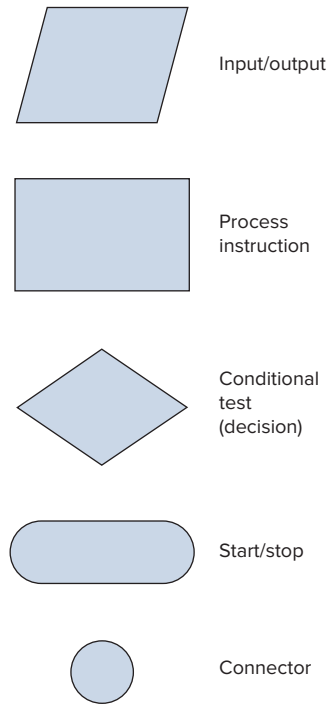 Input/output
Process
instruction
Conditional
test
(decision)
Start/stop
Connector